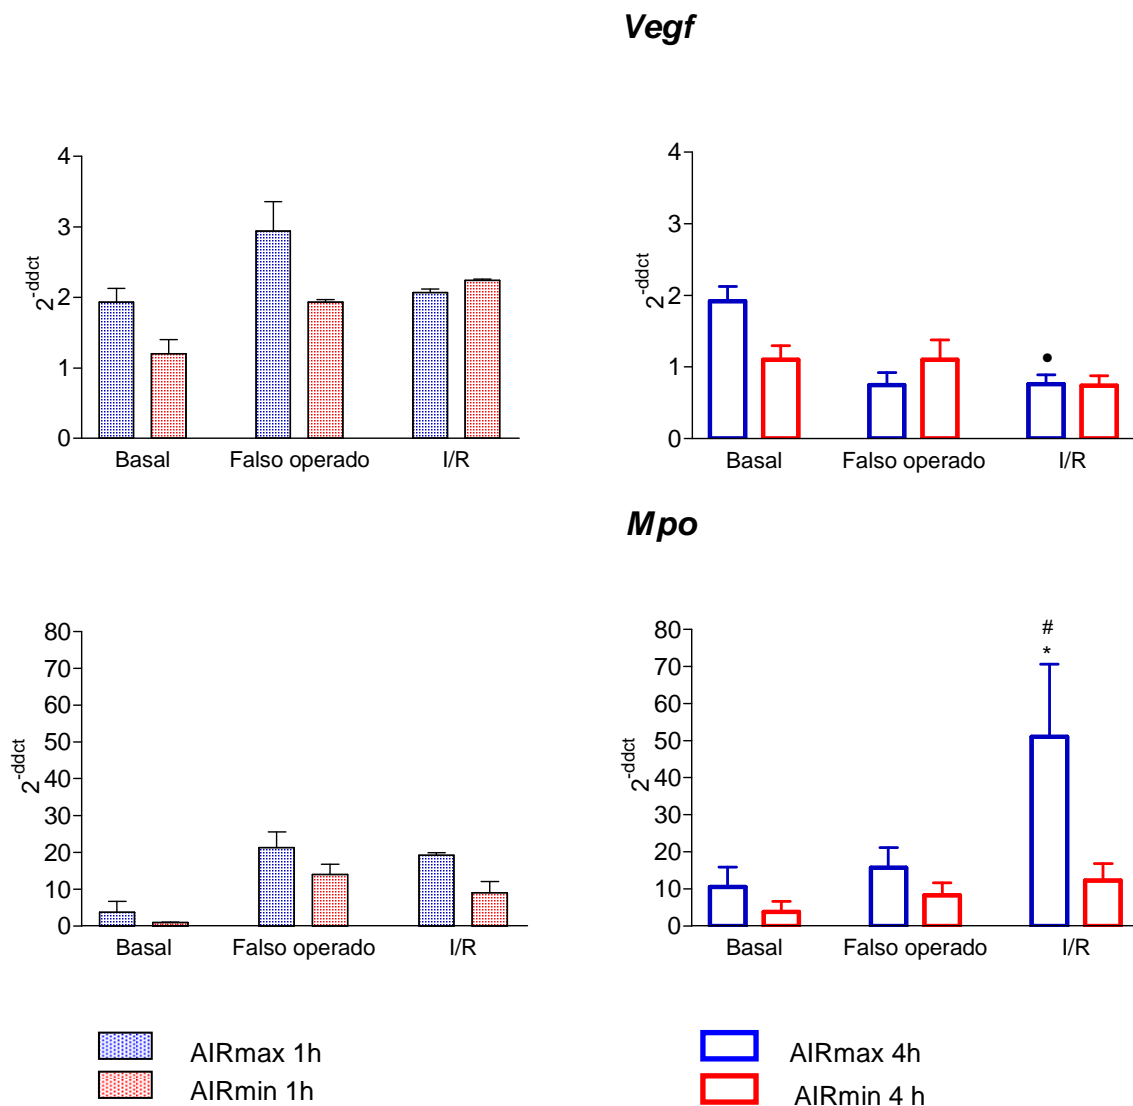 Vegf
4
3
2
1
0
2^-ddct
Basal
Falso operado
I/R
4
3
2
1
0
2^-ddct
•
Basal
Falso operado
I/R
Mpo
80
70
60
50
40
30
20
10
0
2^-ddct
Basal
Falso operado
I/R
80
70
60
50
40
30
20
10
0
2^-ddct
#
*
Basal
Falso operado
I/R
AIRmax 1h
AIRmin 1h
AIRmax 4h
AIRmin 4 h